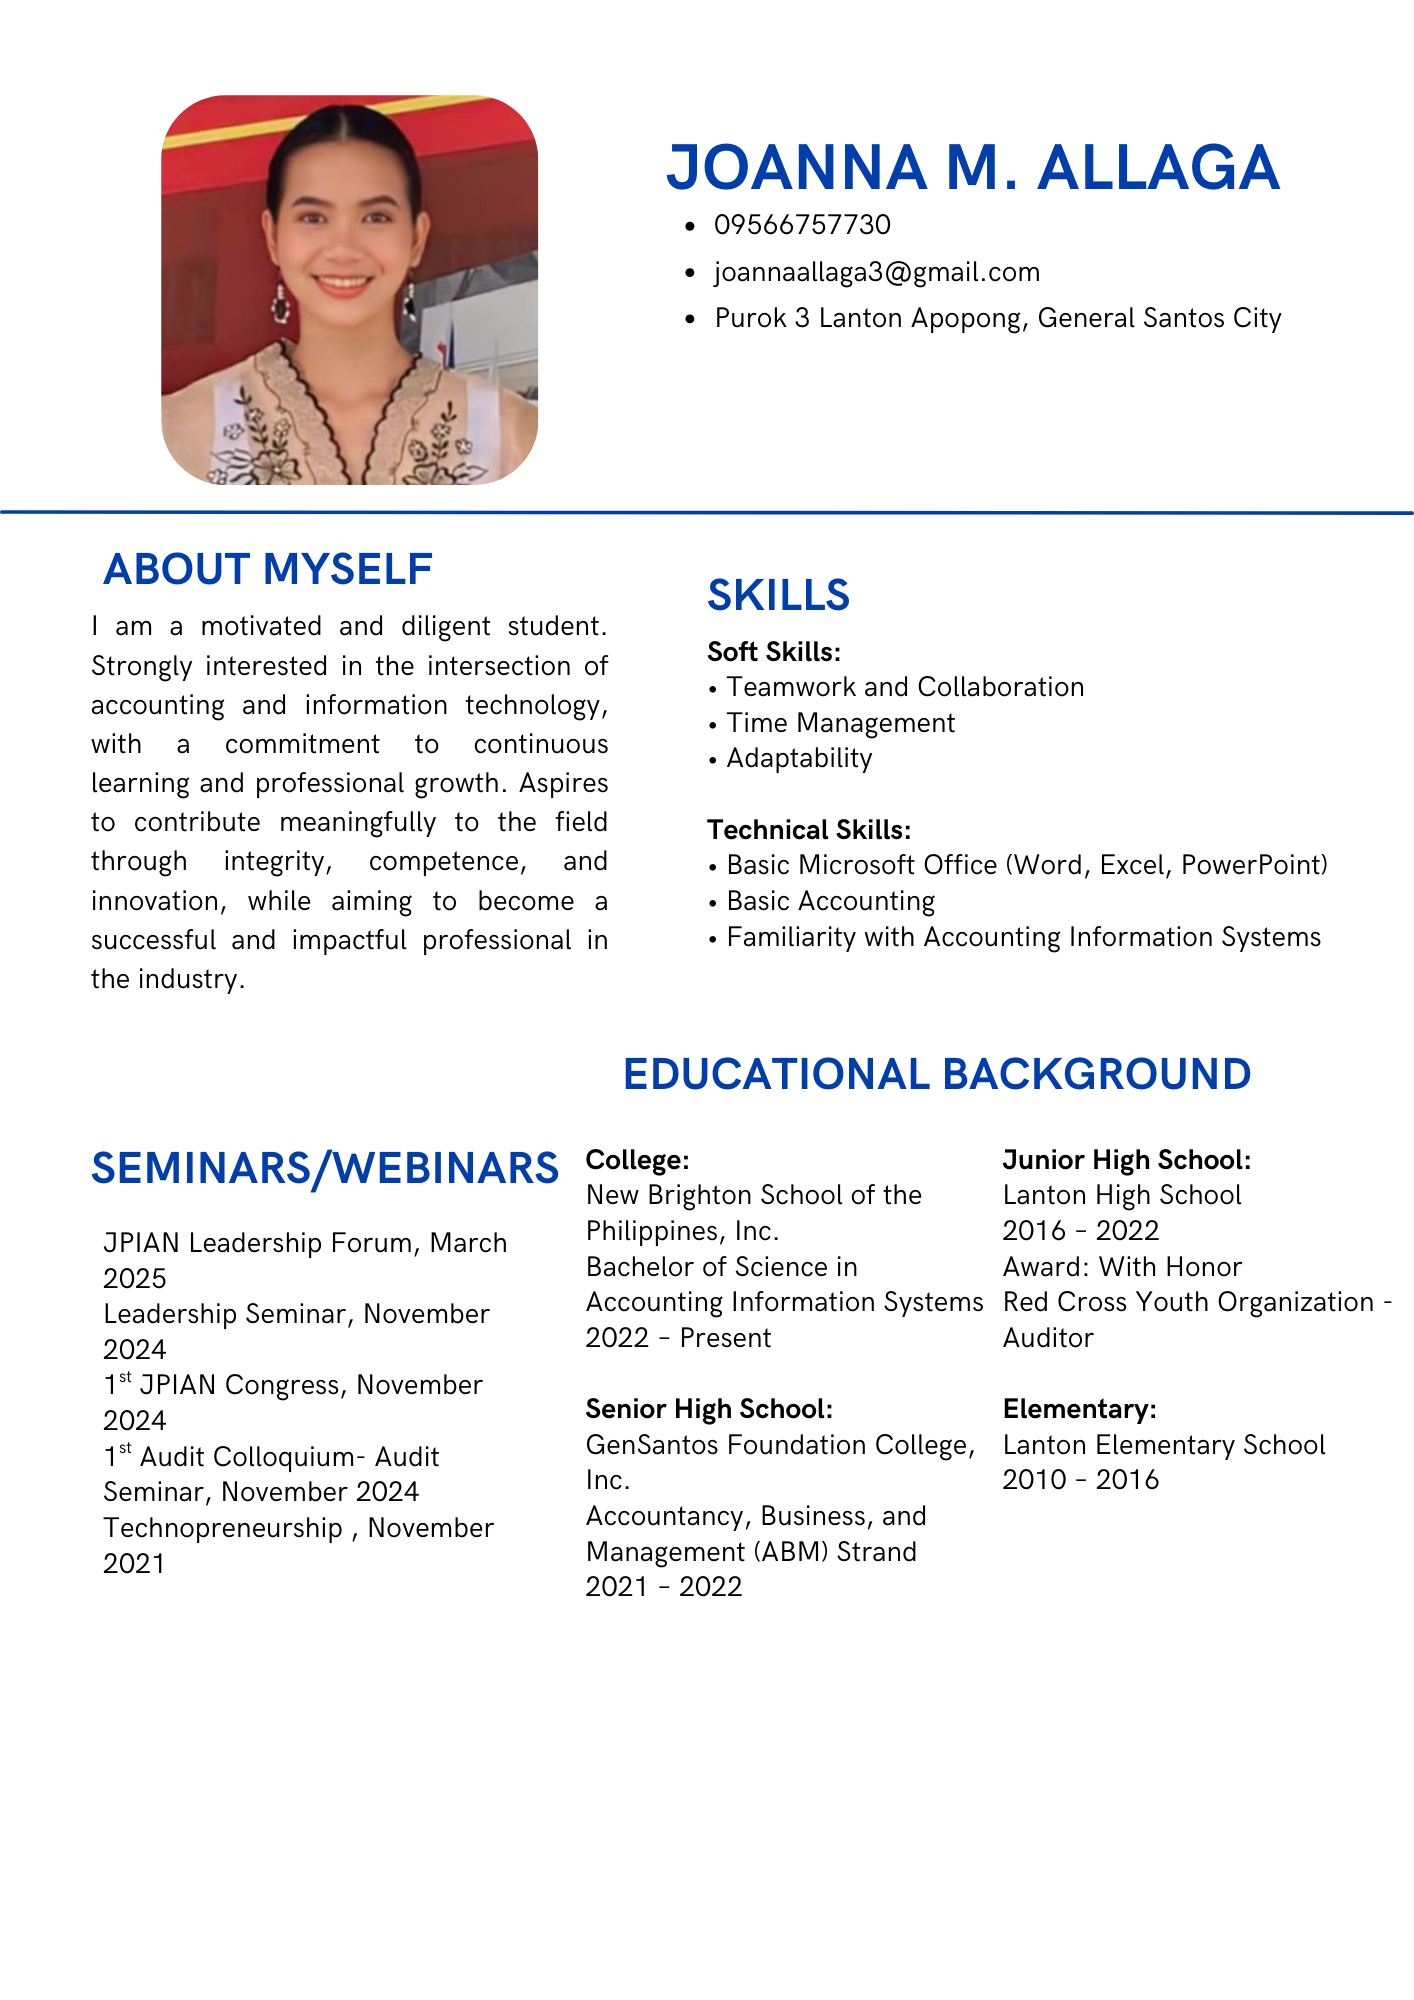 JOANNA M. ALLAGA
• 09566757730
• joannaallaga3@gmail.com
• Purok 3 Lanton Apopong, General Santos City
ABOUT MYSELF
I am a motivated and diligent student.
Strongly interested in the intersection of
accounting and information technology,
with a commitment to continuous
learning and professional growth. Aspires
to contribute meaningfully to the field
through integrity, competence, and
innovation, while aiming to become a
successful and impactful professional in
the industry.
SKILLS
Soft Skills:
• Teamwork and Collaboration
• Time Management
• Adaptability
Technical Skills:
• Basic Microsoft Office (Word, Excel, PowerPoint)
• Basic Accounting
• Familiarity with Accounting Information Systems
SEMINARS/WEBINARS
JPIAN Leadership Forum, March
2025
Leadership Seminar, November
2024
1st JPIAN Congress, November
2024
1st Audit Colloquium- Audit
Seminar, November 2024
Technopreneurship , November
2021
EDUCATIONAL BACKGROUND
College:
New Brighton School of the
Philippines, Inc.
Bachelor of Science in
Accounting Information Systems
2022 – Present
Senior High School:
GenSantos Foundation College,
Inc.
Accountancy, Business, and
Management (ABM) Strand
2021 – 2022
Junior High School:
Lanton High School
2016 – 2022
Award: With Honor
Red Cross Youth Organization -
Auditor
Elementary:
Lanton Elementary School
2010 – 2016